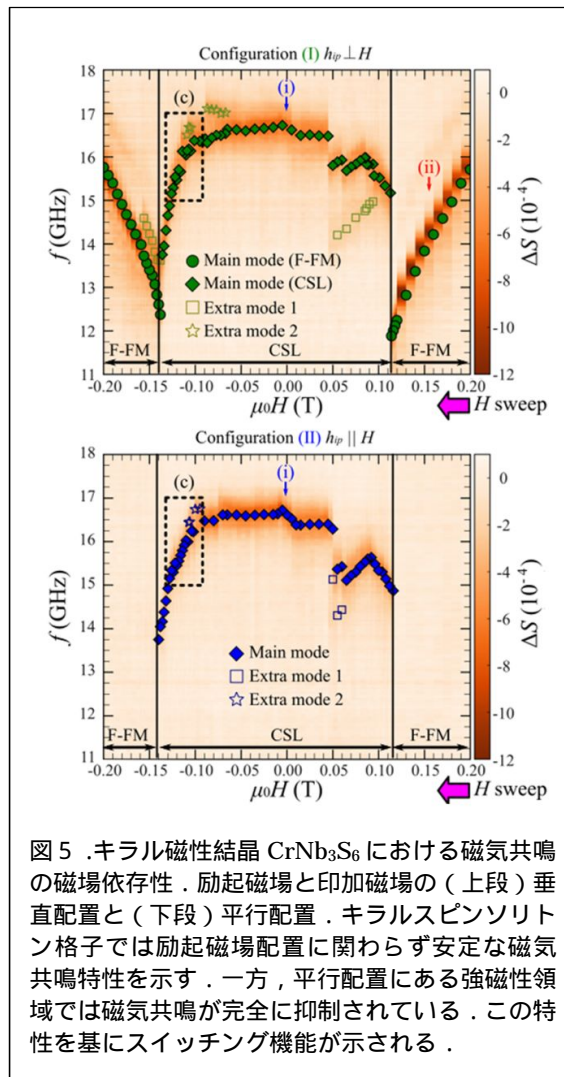 Configuration (I) h_ip ⊥ H
18
17
16
15
14
13
12
11
f (GHz)
(c)
(i)
(ii)
Main mode (F-FM)
Main mode (CSL)
Extra mode 1
Extra mode 2
F-FM
CSL
F-FM
-0.20 -0.15 -0.10 -0.05 0.00 0.05 0.10 0.15 0.20
μ₀H (T)
H sweep
0
-2
-4
-6
-8
-10
-12
ΔS (10⁻⁴)
Configuration (II) h_ip || H
18
17
16
15
14
13
12
11
f (GHz)
(c)
(i)
Main mode
Extra mode 1
Extra mode 2
F-FM
CSL
F-FM
-0.20 -0.15 -0.10 -0.05 0.00 0.05 0.10 0.15 0.20
μ₀H (T)
H sweep
0
-2
-4
-6
-8
-10
-12
ΔS (10⁻⁴)
図5.キラル磁性結晶 CrNb₃S₆ における磁気共鳴
の磁場依存性.励起磁場と印加磁場の(上段)垂
直配置と(下段)平行配置.キラルスピンソリト
ン格子では励起磁場配置に関わらず安定な磁気
共鳴特性を示す.一方,平行配置にある強磁性領
域では磁気共鳴が完全に抑制されている.この特
性を基にスイッチング機能が示される.